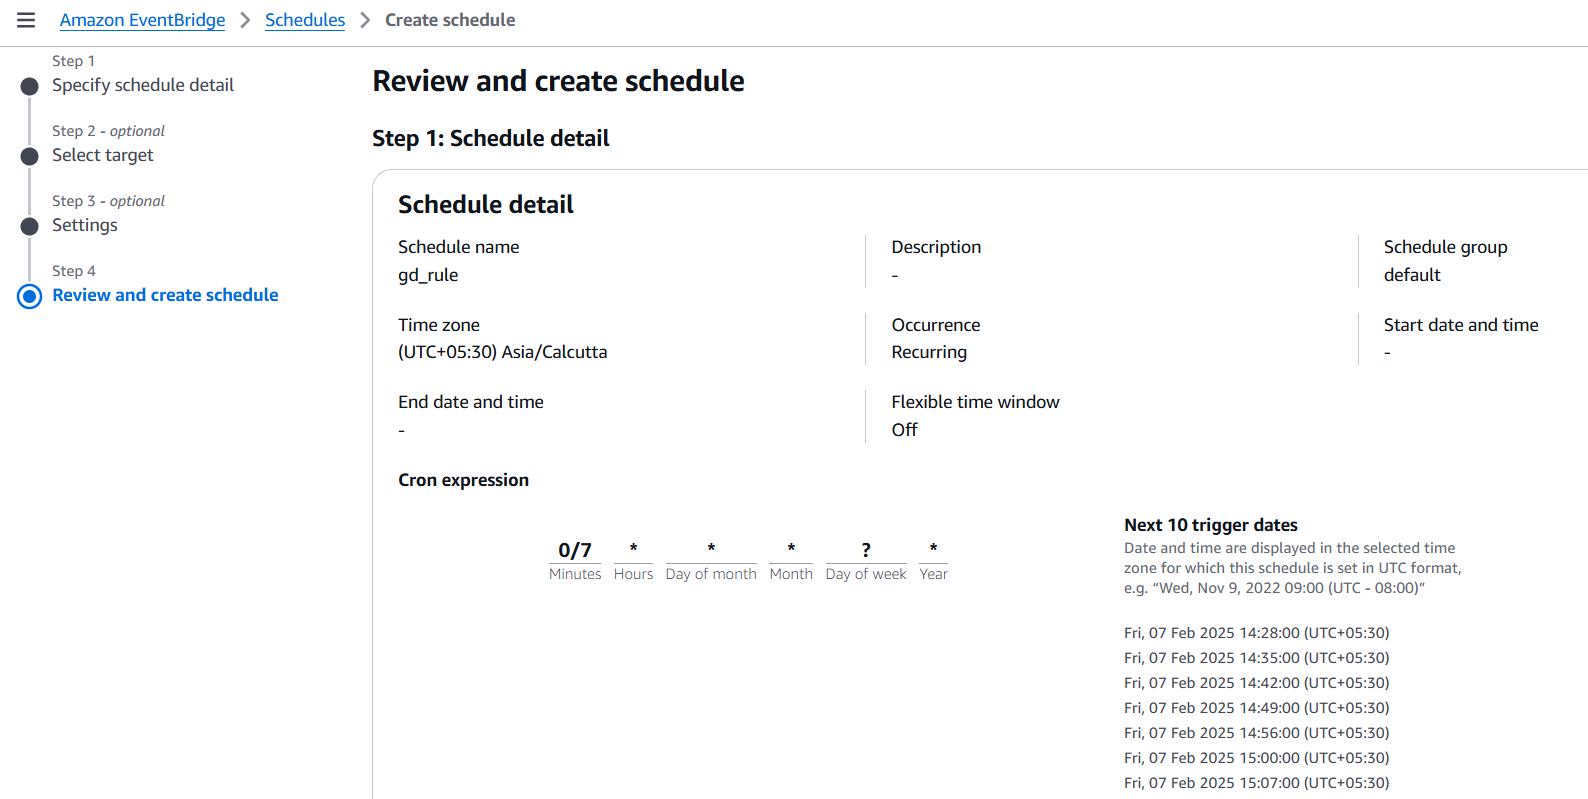 Amazon EventBridge > Schedules > Create schedule
Step 1
Specify schedule detail
Step 2 - optional
Select target
Step 3 - optional
Settings
Step 4
Review and create schedule
Review and create schedule
Step 1: Schedule detail
Schedule detail
Schedule name
gd_rule
Description
-
Schedule group
default
Time zone
(UTC+05:30) Asia/Calcutta
Occurrence
Recurring
Start date and time
-
End date and time
-
Flexible time window
Off
Cron expression
0/7 * * * ? *
Minutes Hours Day of month Month Day of week Year
Next 10 trigger dates
Date and time are displayed in the selected time
zone for which this schedule is set in UTC format,
e.g. “Wed, Nov 9, 2022 09:00 (UTC - 08:00)”
Fri, 07 Feb 2025 14:28:00 (UTC+05:30)
Fri, 07 Feb 2025 14:35:00 (UTC+05:30)
Fri, 07 Feb 2025 14:42:00 (UTC+05:30)
Fri, 07 Feb 2025 14:49:00 (UTC+05:30)
Fri, 07 Feb 2025 14:56:00 (UTC+05:30)
Fri, 07 Feb 2025 15:00:00 (UTC+05:30)
Fri, 07 Feb 2025 15:07:00 (UTC+05:30)